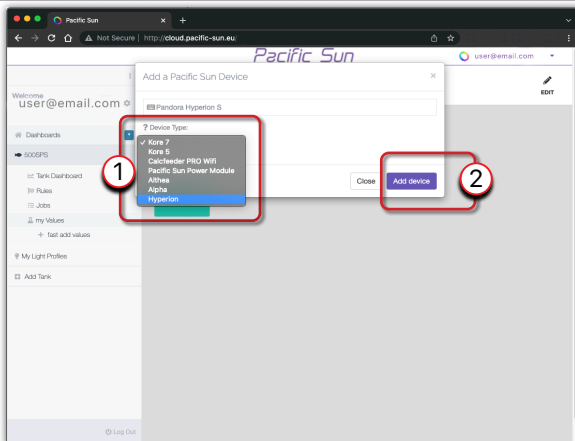 Pacific Sun
Not Secure | http://cloud.pacific-sun.eu/
Pacific Sun
user@email.com
Add a Pacific Sun Device
Welcome
user@email.com
EDIT
Pandora Hyperion S
? Device Type:
Dashboards
✓ Kore 7
Kore 5
Calcfeeder PRO Wifi
Pacific Sun Power Module
Althea
Alpha
Hyperion
500SPS
1
2
Close
Add device
Tank Dashboard
Rules
Jobs
my Values
+ fast add values
My Light Profiles
Add Tank
Log Out